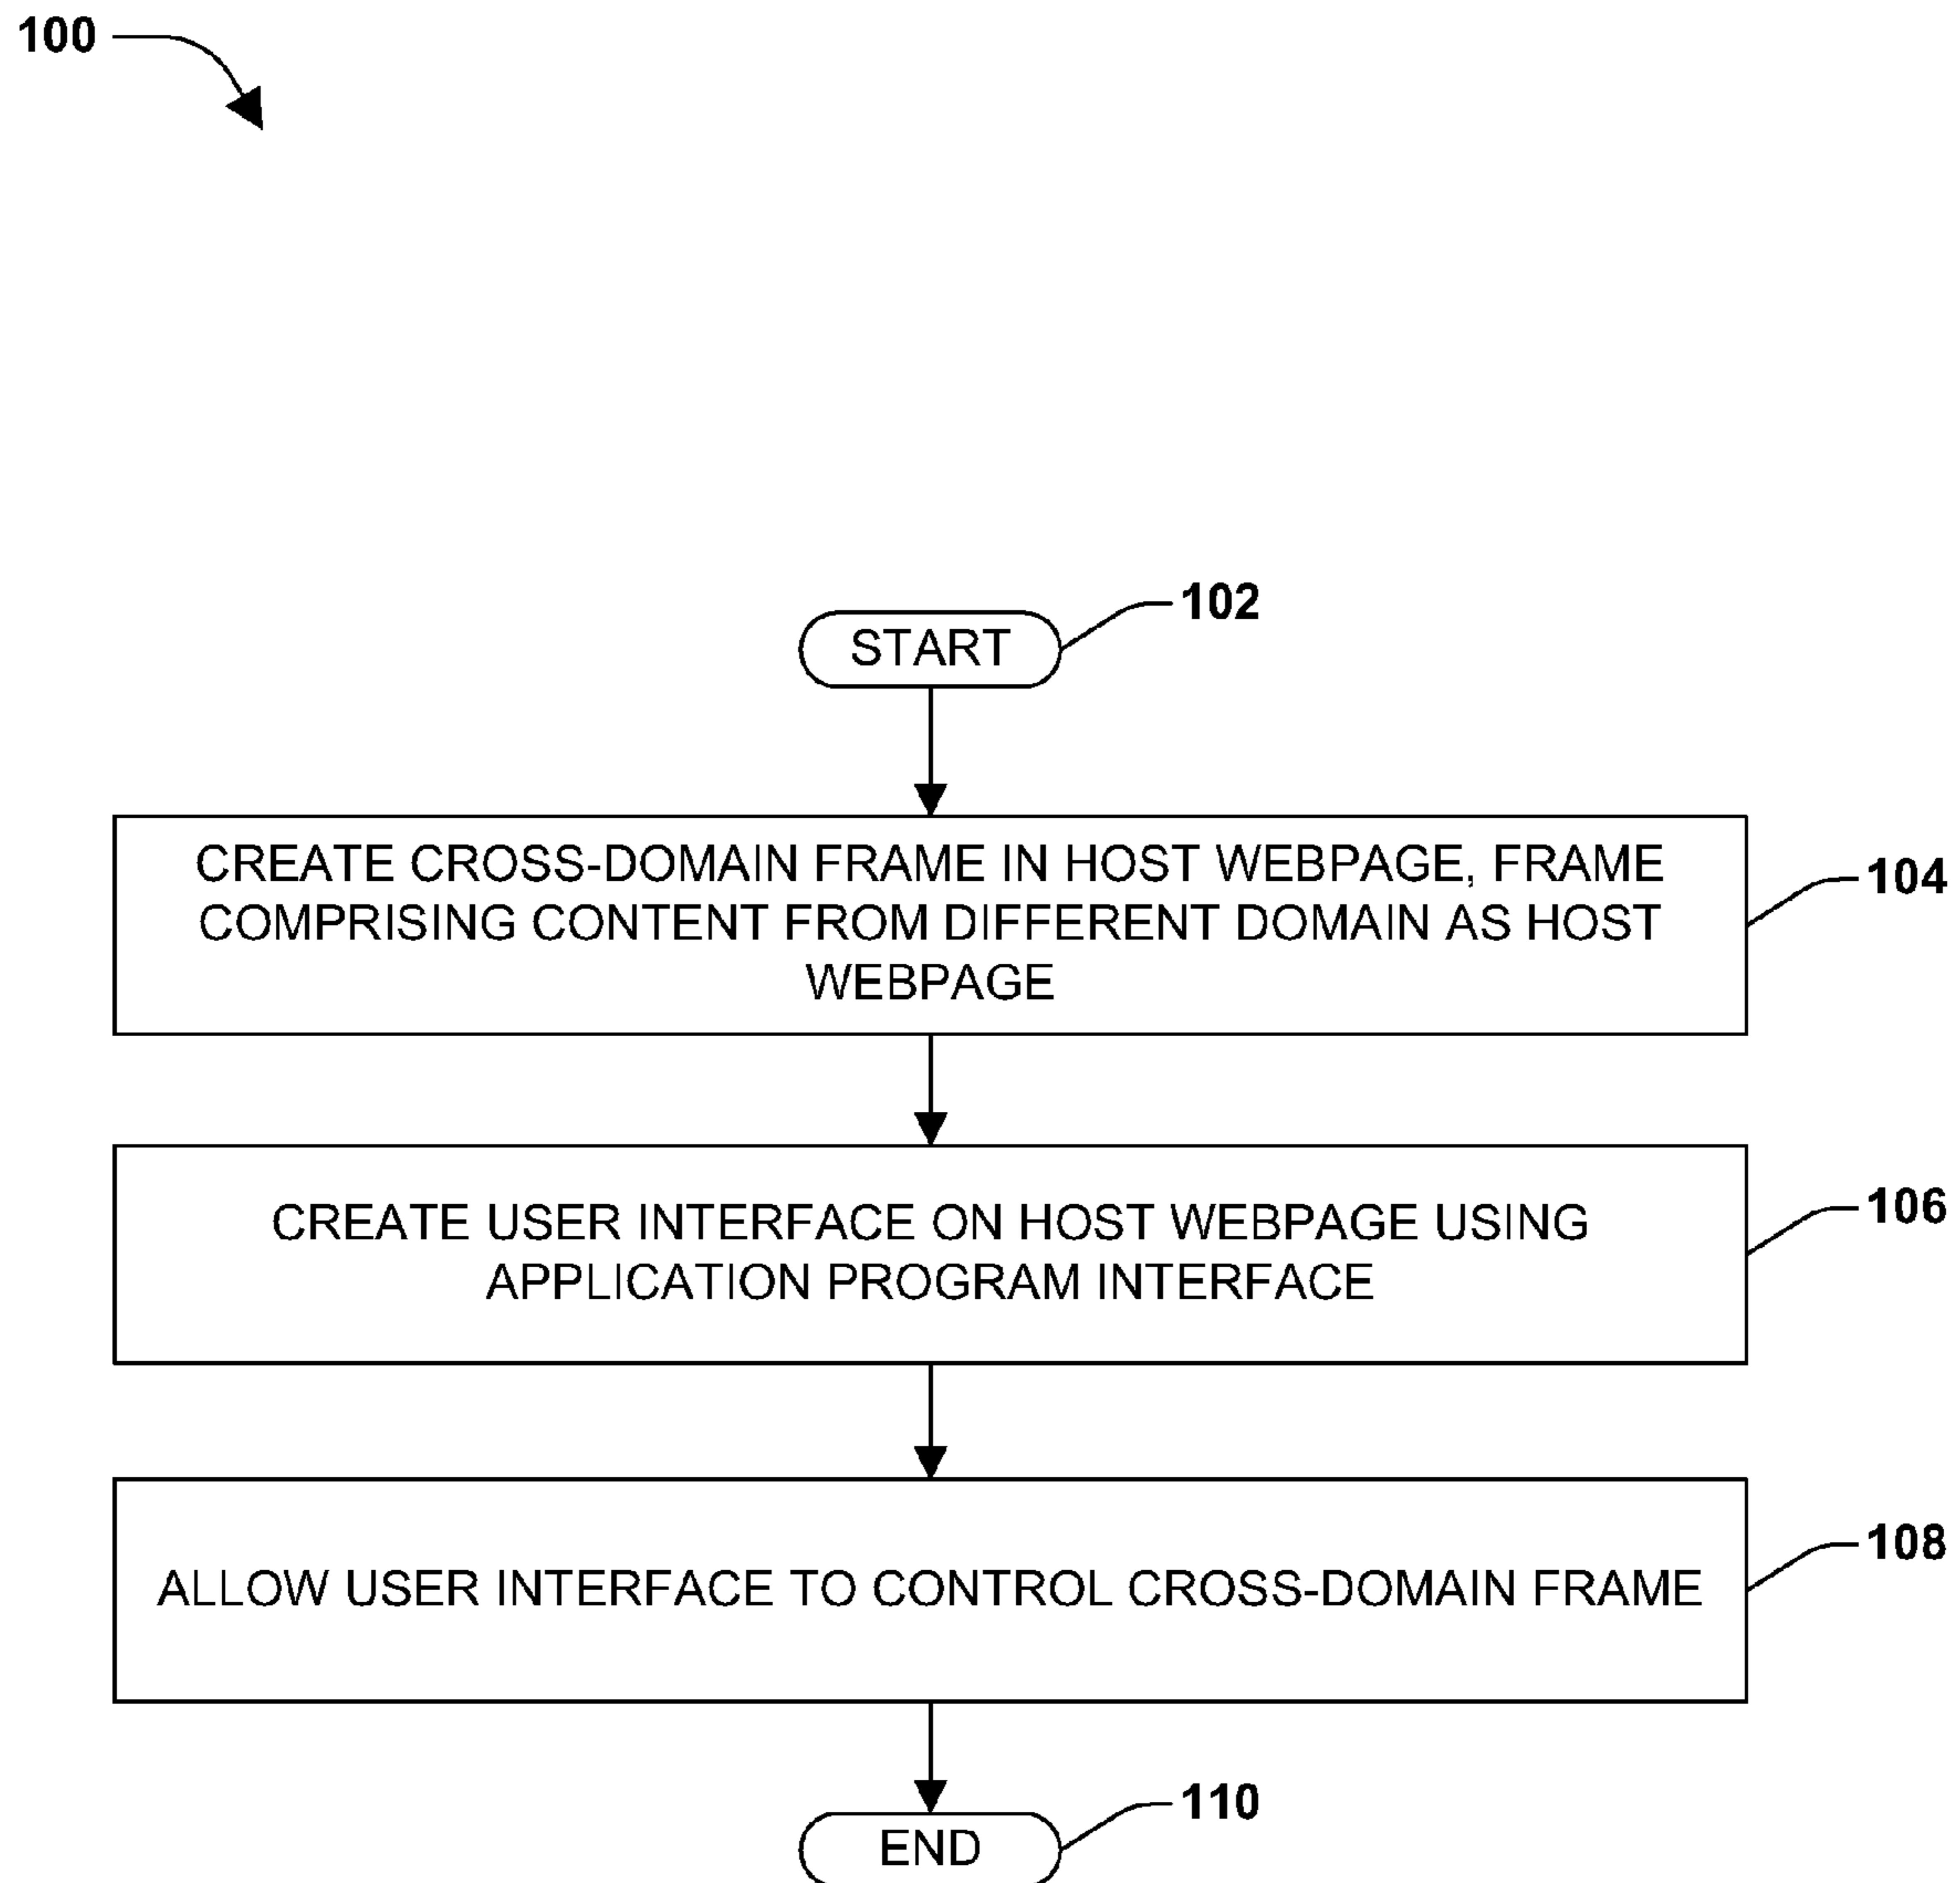 100
102
START
CREATE CROSS-DOMAIN FRAME IN HOST WEBPAGE, FRAME
COMPRISING CONTENT FROM DIFFERENT DOMAIN AS HOST
WEBPAGE
104
CREATE USER INTERFACE ON HOST WEBPAGE USING
APPLICATION PROGRAM INTERFACE
106
ALLOW USER INTERFACE TO CONTROL CROSS-DOMAIN FRAME
108
110
END